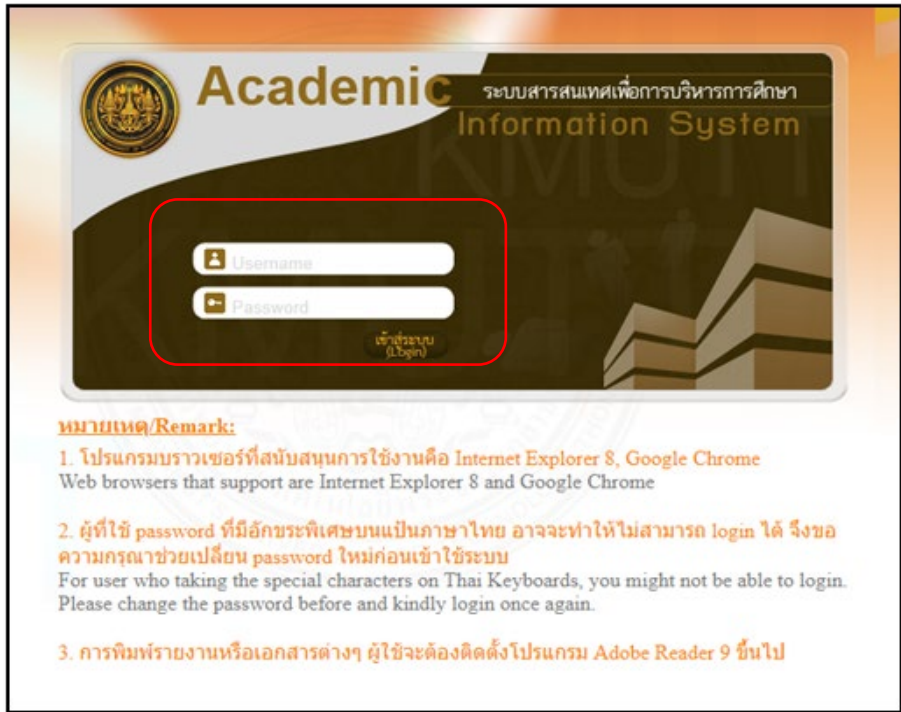 Academic
ระบบสารสนเทศเพื่อการบริหารการศึกษา
Information System
KMUTT
Username
Password
เข้าสู่ระบบ
(Login)
หมายเหตุ/Remark:
1. โปรแกรมบราวเซอร์ที่สนับสนุนการใช้งานคือ Internet Explorer 8, Google Chrome
Web browsers that support are Internet Explorer 8 and Google Chrome
2. ผู้ที่ใช้ password ที่มีอักขระพิเศษบนแป้นภาษาไทย อาจจะทำให้ไม่สามารถ login ได้ จึงขอ
ความกรุณาช่วยเปลี่ยน password ใหม่ก่อนเข้าใช้ระบบ
For user who taking the special characters on Thai Keyboards, you might not be able to login.
Please change the password before and kindly login once again.
3. การพิมพ์รายงานหรือเอกสารต่างๆ ผู้ใช้จะต้องติดตั้งโปรแกรม Adobe Reader 9 ขึ้นไป